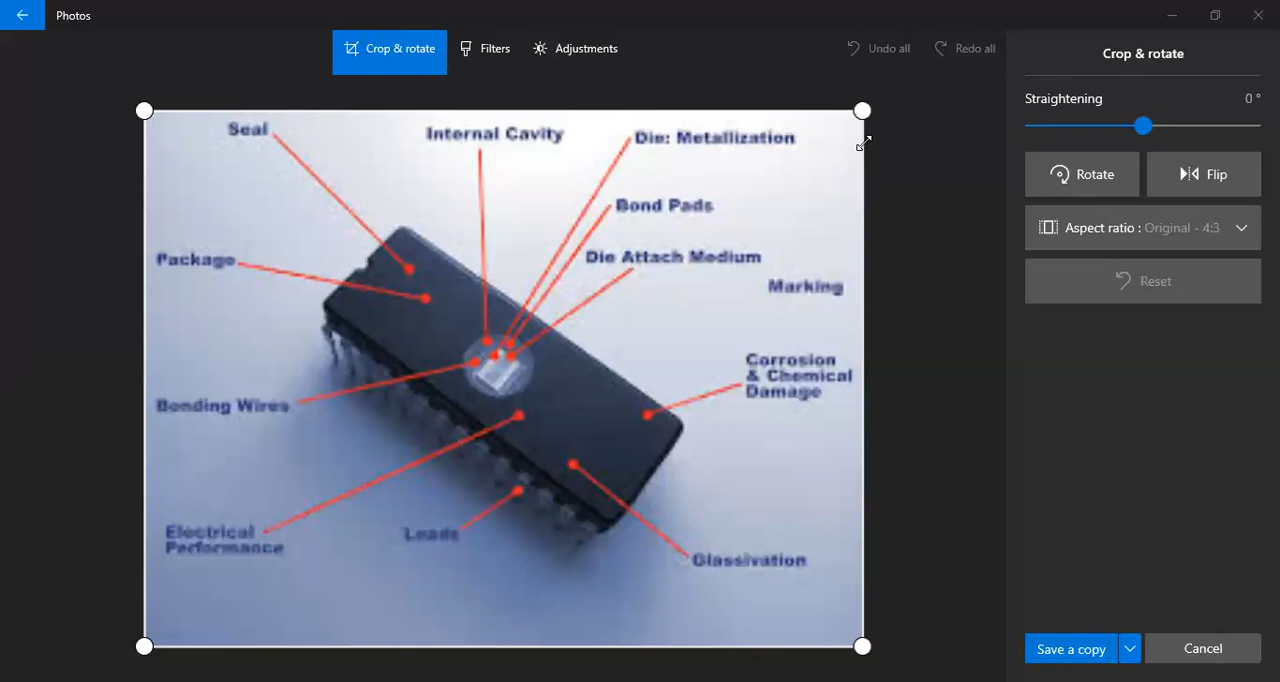 Photos
Crop & rotate
Filters
Adjustments
Undo all
Redo all
Crop & rotate
Straightening
0 °
Rotate
Flip
Aspect ratio : Original - 4:3
Reset
Save a copy
Cancel
Seal
Internal Cavity
Die: Metallization
Bond Pads
Package
Die Attach Medium
Marking
Corrosion
& Chemical
Damage
Bonding Wires
Electrical
Performance
Leads
Glassivation